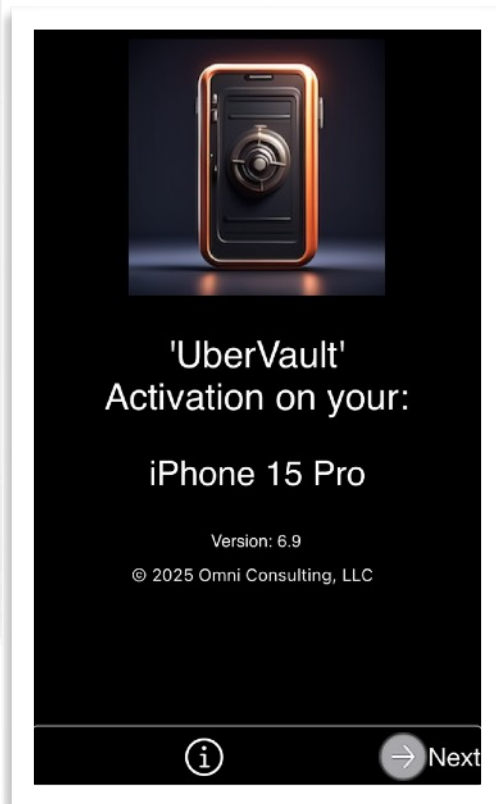 'UberVault'
Activation on your:
iPhone 15 Pro
Version: 6.9
© 2025 Omni Consulting, LLC
Next